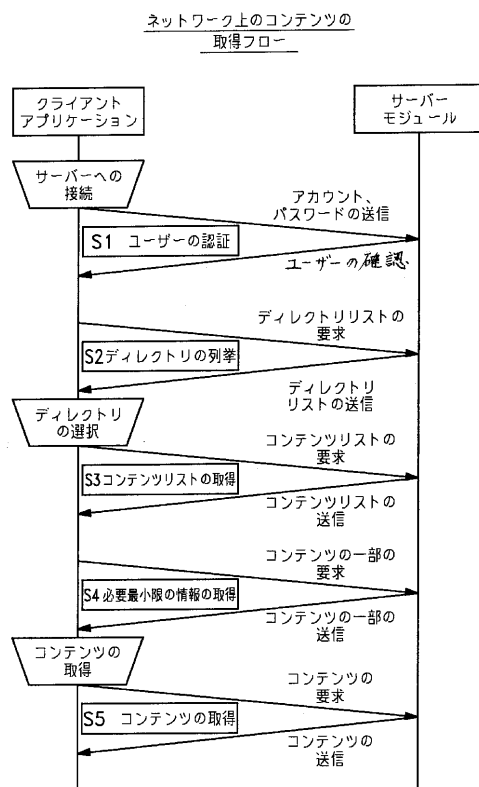 ネットワーク上のコンテンツの
取得フロー
クライアント
アプリケーション
サーバー
モジュール
サーバーへの
接続
アカウント、
パスワードの送信
S1 ユーザーの認証
ユーザーの確認
ディレクトリリストの
要求
S2ディレクトリの列挙
ディレクトリ
リストの送信
ディレクトリ
の選択
コンテンツリストの
要求
S3コンテンツリストの取得
コンテンツリストの
送信
コンテンツの一部の
要求
S4必要最小限の情報の取得
コンテンツの一部の
送信
コンテンツの
取得
コンテンツの
要求
S5 コンテンツの取得
コンテンツの
送信